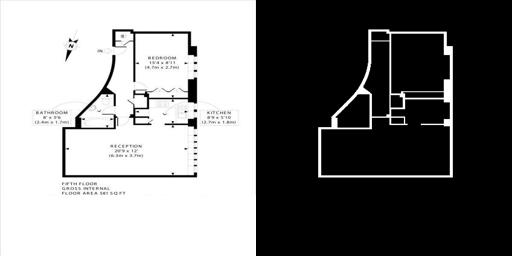 N
IN
BEDROOM
15'4 x 8'11
(4.7m x 2.7m)
BATHROOM
8' x 5'6
(2.4m x 1.7m)
KITCHEN
8'9 x 5'10
(2.7m x 1.8m)
RECEPTION
20'9 x 12'
(6.3m x 3.7m)
FIFTH FLOOR
GROSS INTERNAL
FLOOR AREA 581 SQ FT